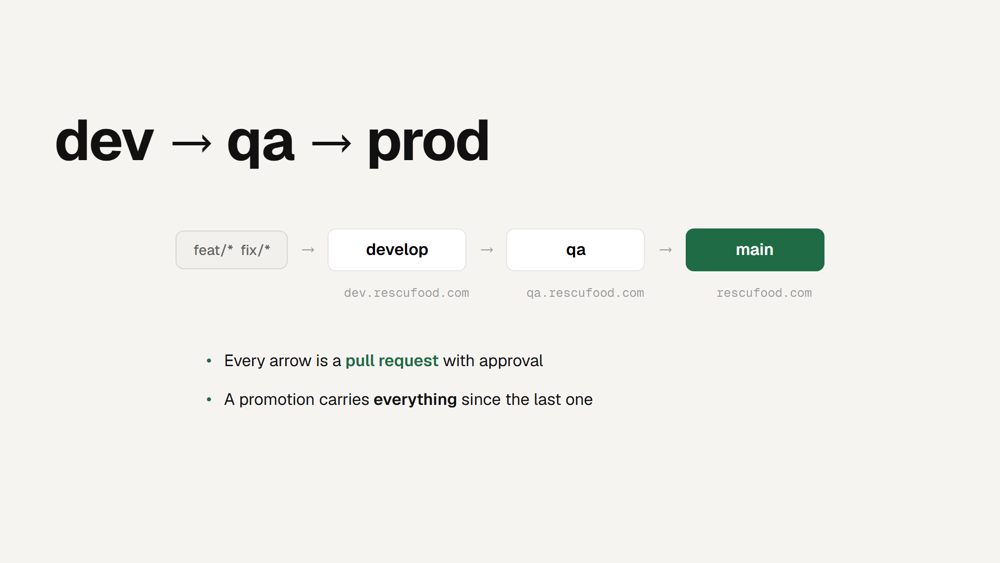 dev → qa → prod
feat/* fix/* → develop → qa → main
dev.rescufood.com qa.rescufood.com rescufood.com
• Every arrow is a pull request with approval
• A promotion carries everything since the last one